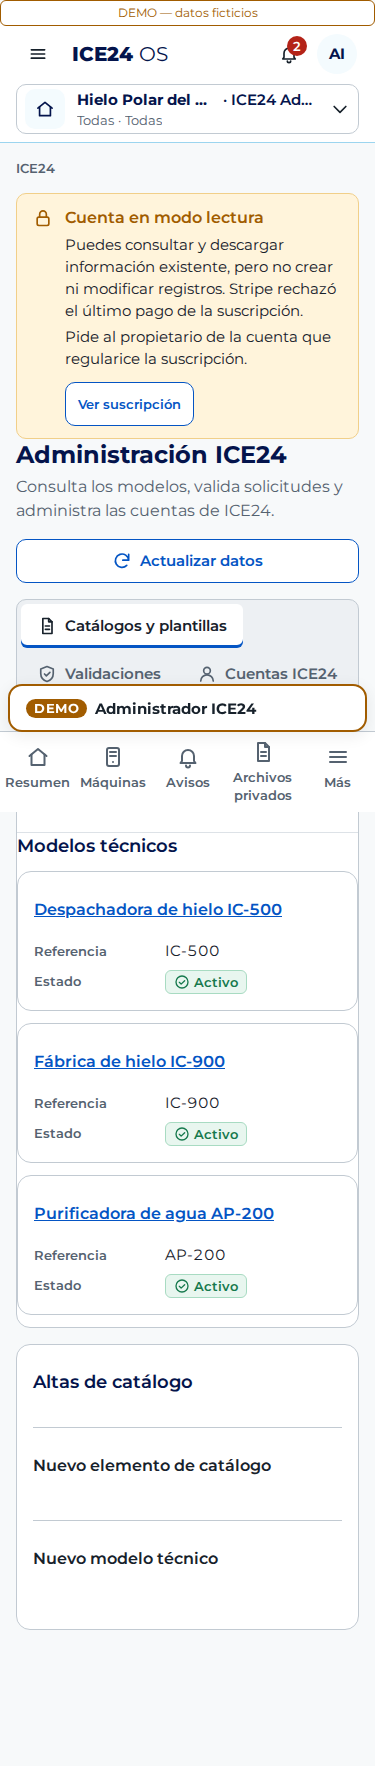 DEMO — datos ficticios
ICE24 OS
2
AI
Hielo Polar del ... · ICE24 Ad...
Todas · Todas
ICE24
Cuenta en modo lectura
Puedes consultar y descargar
información existente, pero no crear
ni modificar registros. Stripe rechazó
el último pago de la suscripción.
Pide al propietario de la cuenta que
regularice la suscripción.
Ver suscripción
Administración ICE24
Consulta los modelos, valida solicitudes y
administra las cuentas de ICE24.
Actualizar datos
Catálogos y plantillas
Validaciones
Cuentas ICE24
DEMO Administrador ICE24
Resumen
Máquinas
Avisos
Archivos
privados
Más
Modelos técnicos
Despachadora de hielo IC-500
Referencia IC-500
Estado Activo
Fábrica de hielo IC-900
Referencia IC-900
Estado Activo
Purificadora de agua AP-200
Referencia AP-200
Estado Activo
Altas de catálogo
Nuevo elemento de catálogo
Nuevo modelo técnico